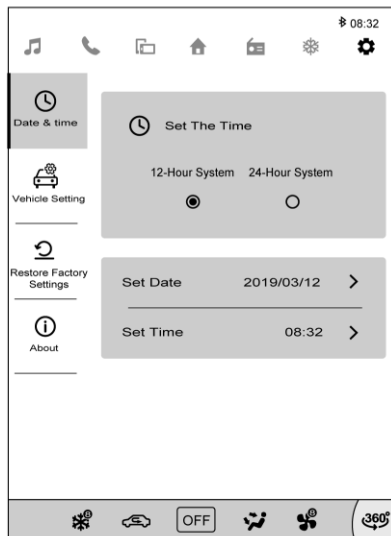 08:32
Date & time
Set The Time
12-Hour System 24-Hour System
Vehicle Setting
Restore Factory
Settings
Set Date 2019/03/12
Set Time 08:32
About
OFF
360°